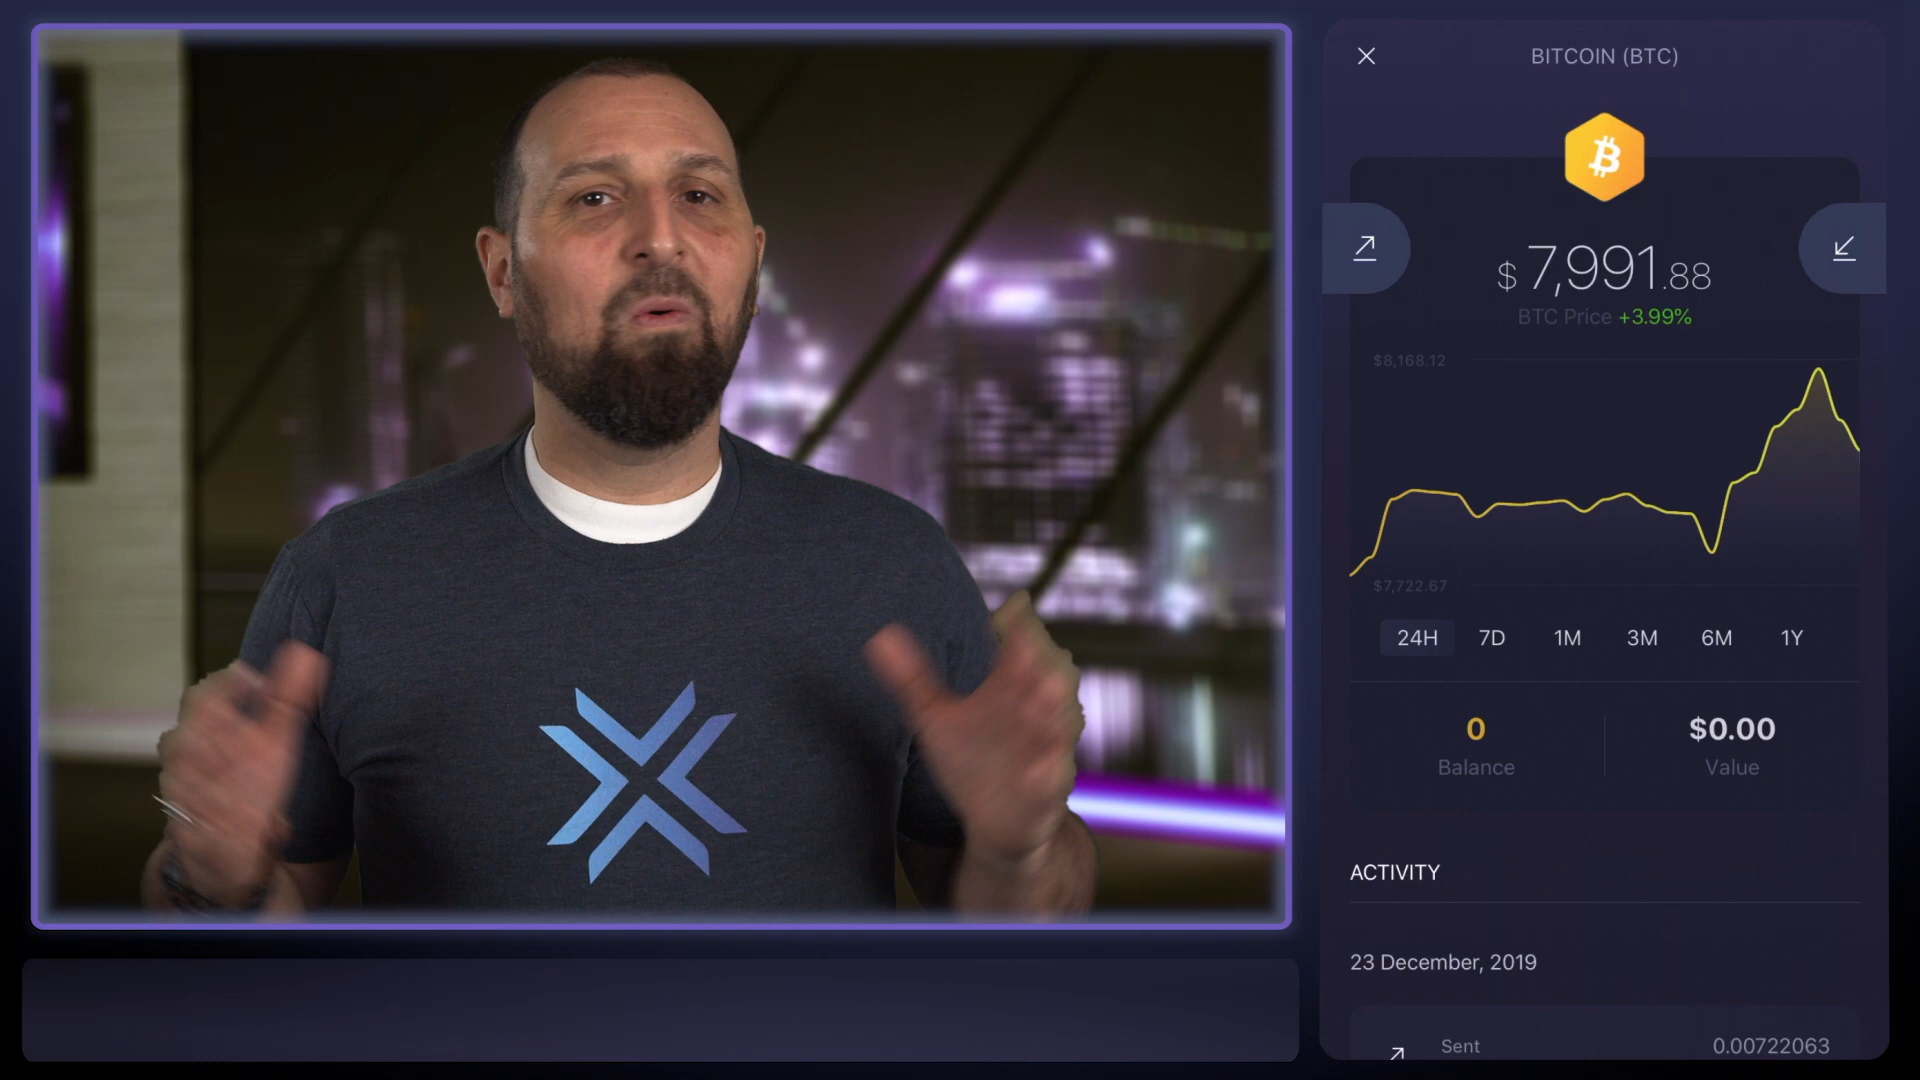 BITCOIN (BTC)
$7,991.88
BTC Price +3.99%
$8,168.12
$7,722.67
24H 7D 1M 3M 6M 1Y
0 $0.00
Balance Value
ACTIVITY
23 December, 2019
Sent 0.00722063